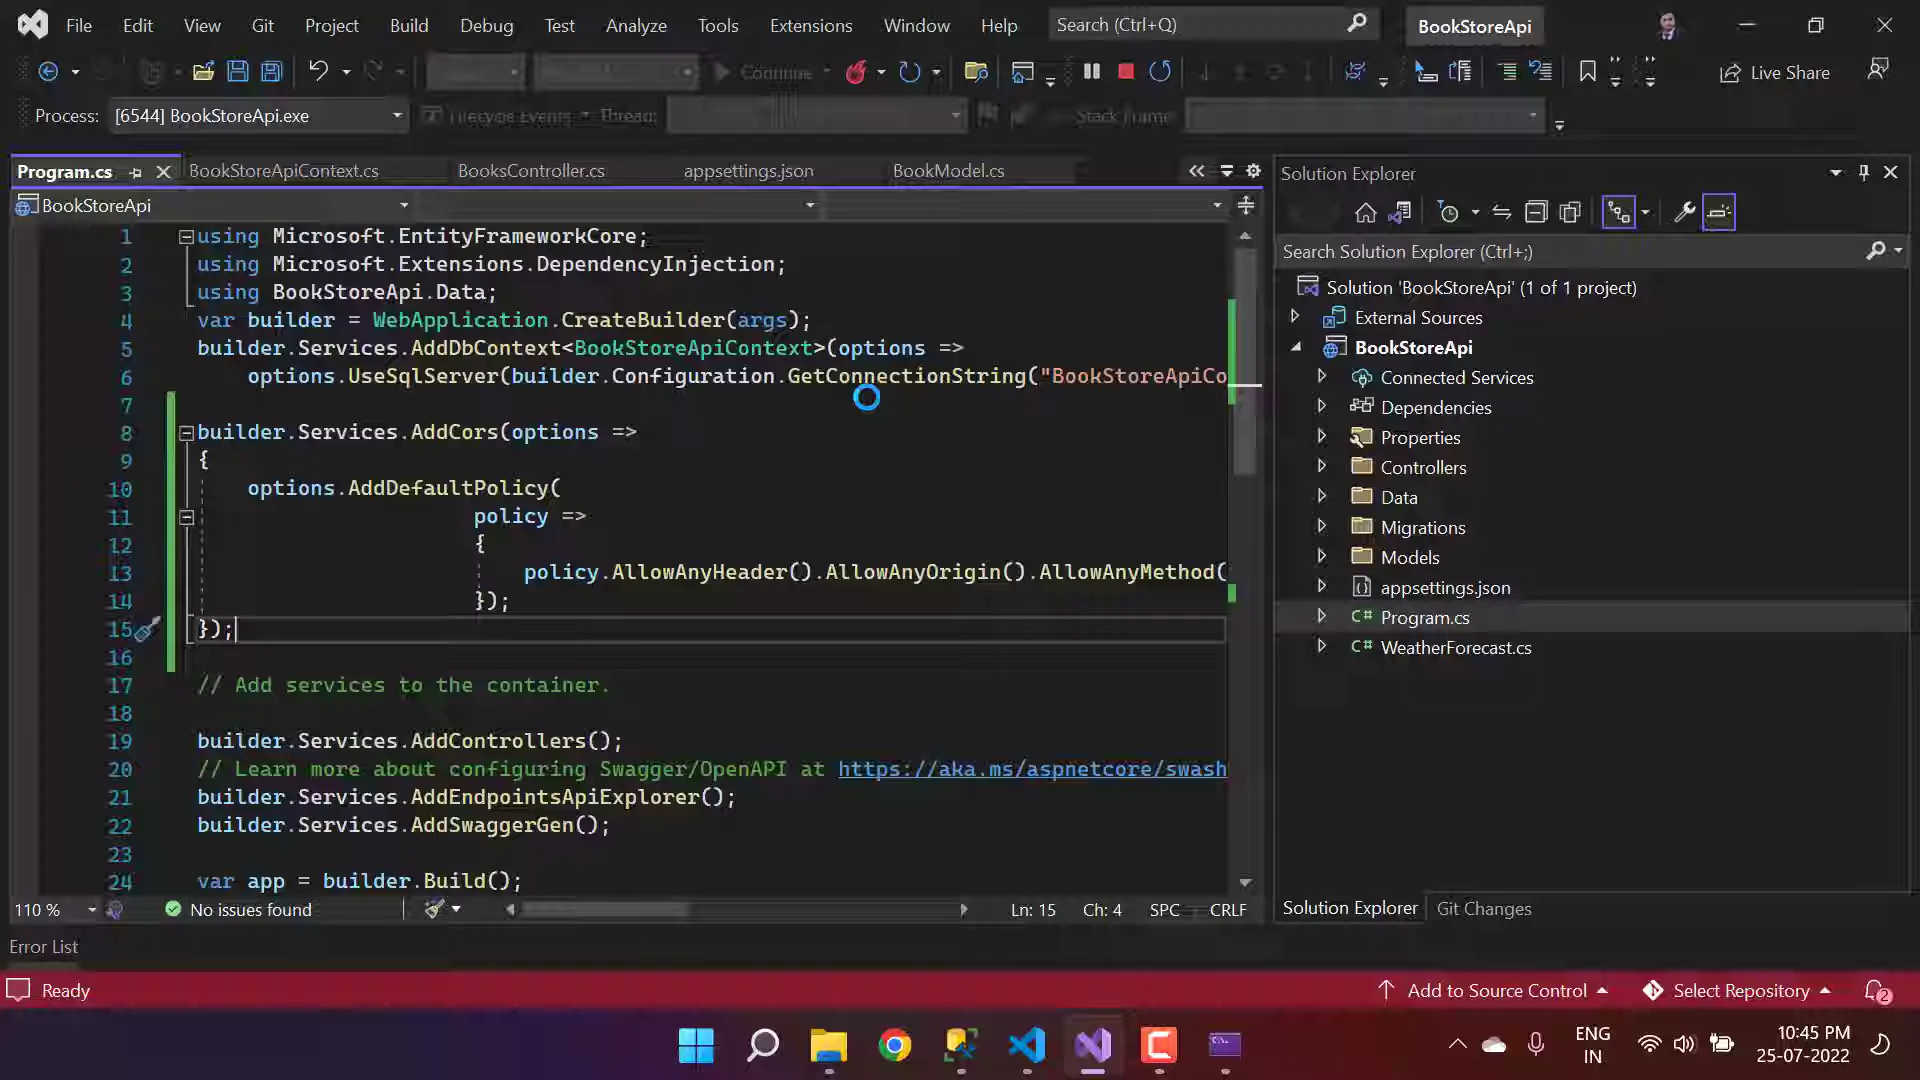 File Edit View Git Project Build Debug Test Analyze Tools Extensions Window Help Search (Ctrl+Q) BookStoreApi
Continue Live Share
Process: [6544] BookStoreApi.exe Lifecycle Events Thread: Stack Frame
Program.cs BookStoreApiContext.cs BooksController.cs appsettings.json BookModel.cs
BookStoreApi
1 using Microsoft.EntityFrameworkCore;
2 using Microsoft.Extensions.DependencyInjection;
3 using BookStoreApi.Data;
4 var builder = WebApplication.CreateBuilder(args);
5 builder.Services.AddDbContext<BookStoreApiContext>(options =>
6 options.UseSqlServer(builder.Configuration.GetConnectionString("BookStoreApiCo
7
8 builder.Services.AddCors(options =>
9 {
10 options.AddDefaultPolicy(
11 policy =>
12 {
13 policy.AllowAnyHeader().AllowAnyOrigin().AllowAnyMethod(
14 });
15 });
16
17 // Add services to the container.
18
19 builder.Services.AddControllers();
20 // Learn more about configuring Swagger/OpenAPI at https://aka.ms/aspnetcore/swash
21 builder.Services.AddEndpointsApiExplorer();
22 builder.Services.AddSwaggerGen();
23
24 var app = builder.Build();
110 % No issues found Ln: 15 Ch: 4 SPC CRLF
Solution Explorer
Search Solution Explorer (Ctrl+;)
Solution 'BookStoreApi' (1 of 1 project)
External Sources
BookStoreApi
Connected Services
Dependencies
Properties
Controllers
Data
Migrations
Models
appsettings.json
C# Program.cs
C# WeatherForecast.cs
Solution Explorer Git Changes
Error List
Ready Add to Source Control Select Repository 2
ENG
IN
10:45 PM
25-07-2022